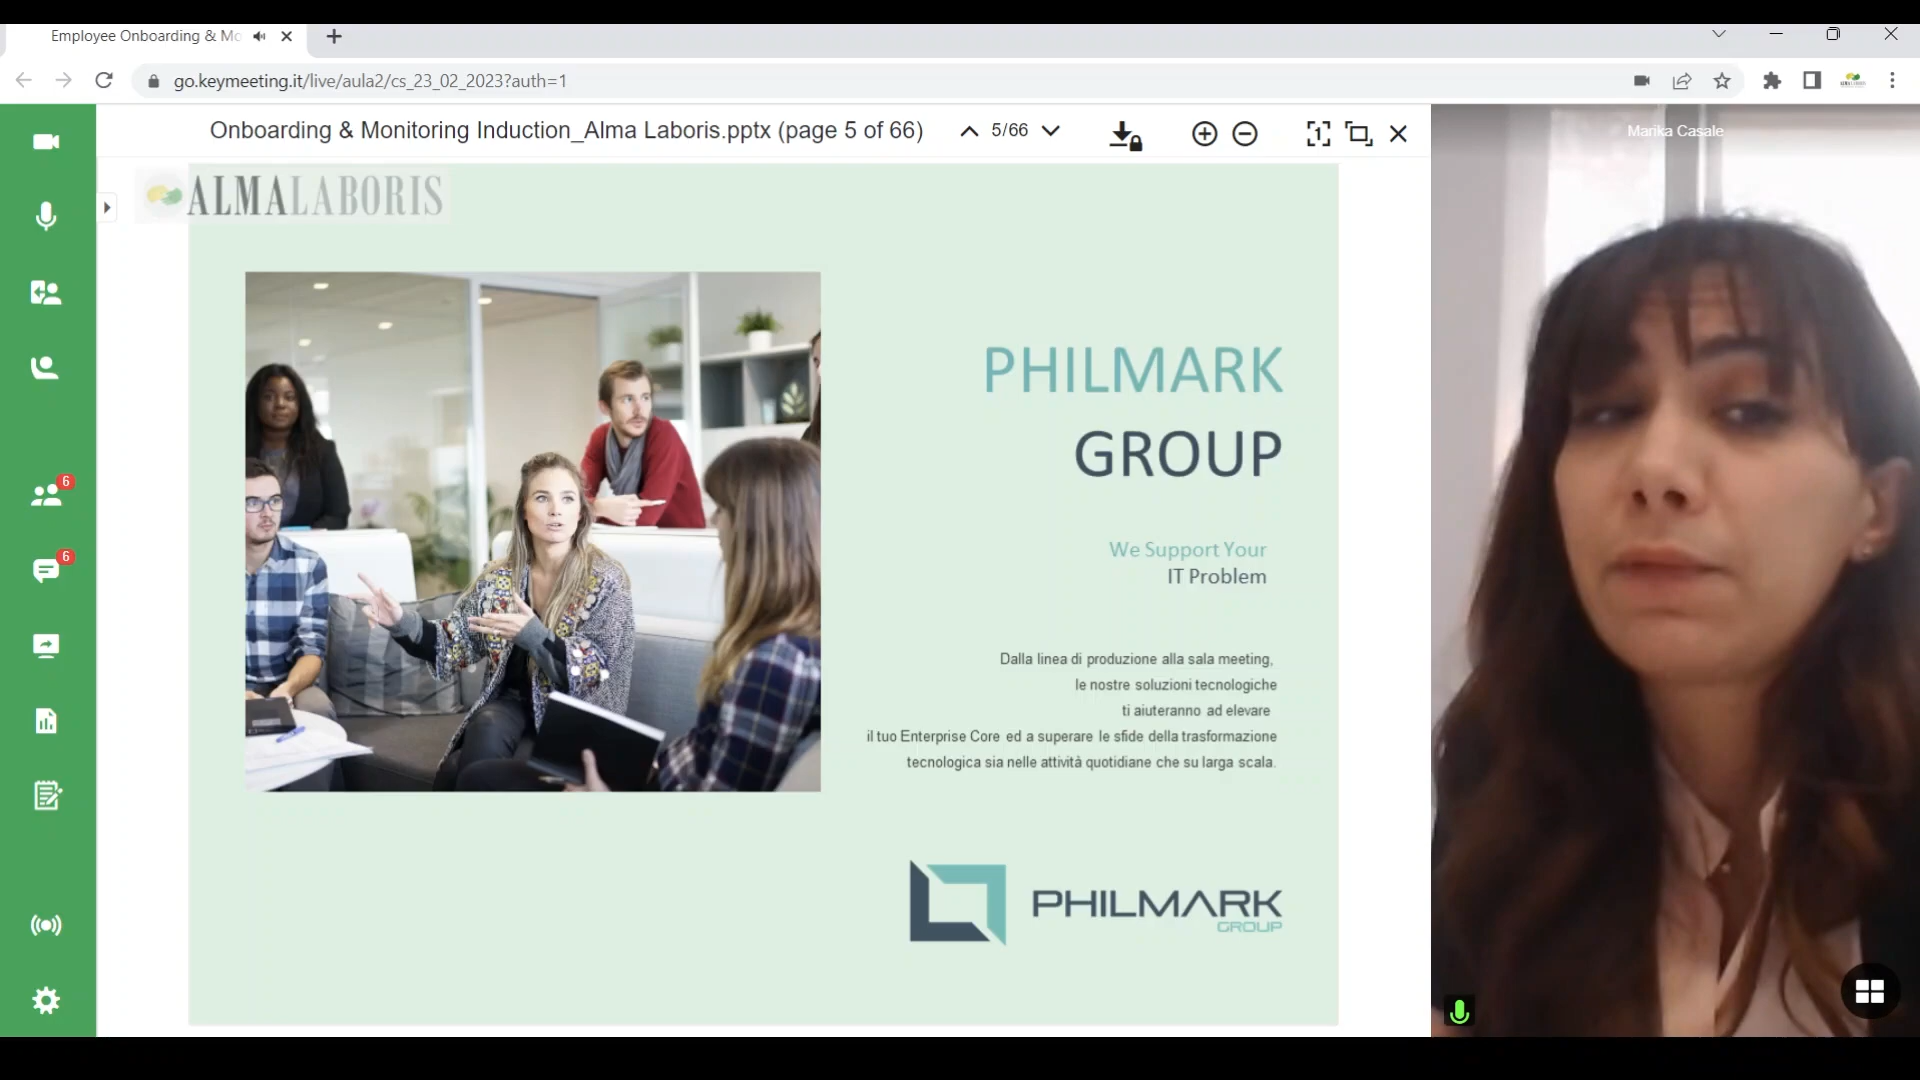 Employee Onboarding & Mo
go.keymeeting.it/live/aula2/cs_23_02_2023?auth=1
Onboarding & Monitoring Induction_Alma Laboris.pptx (page 5 of 66)
5/66
Marika Casale
ALMALABORIS
PHILMARK
GROUP
We Support Your
IT Problem
Dalla linea di produzione alla sala meeting,
le nostre soluzioni tecnologiche
ti aiuteranno ad elevare
il tuo Enterprise Core ed a superare le sfide della trasformazione
tecnologica sia nelle attività quotidiane che su larga scala.
PHILMARK
GROUP
6
6
1